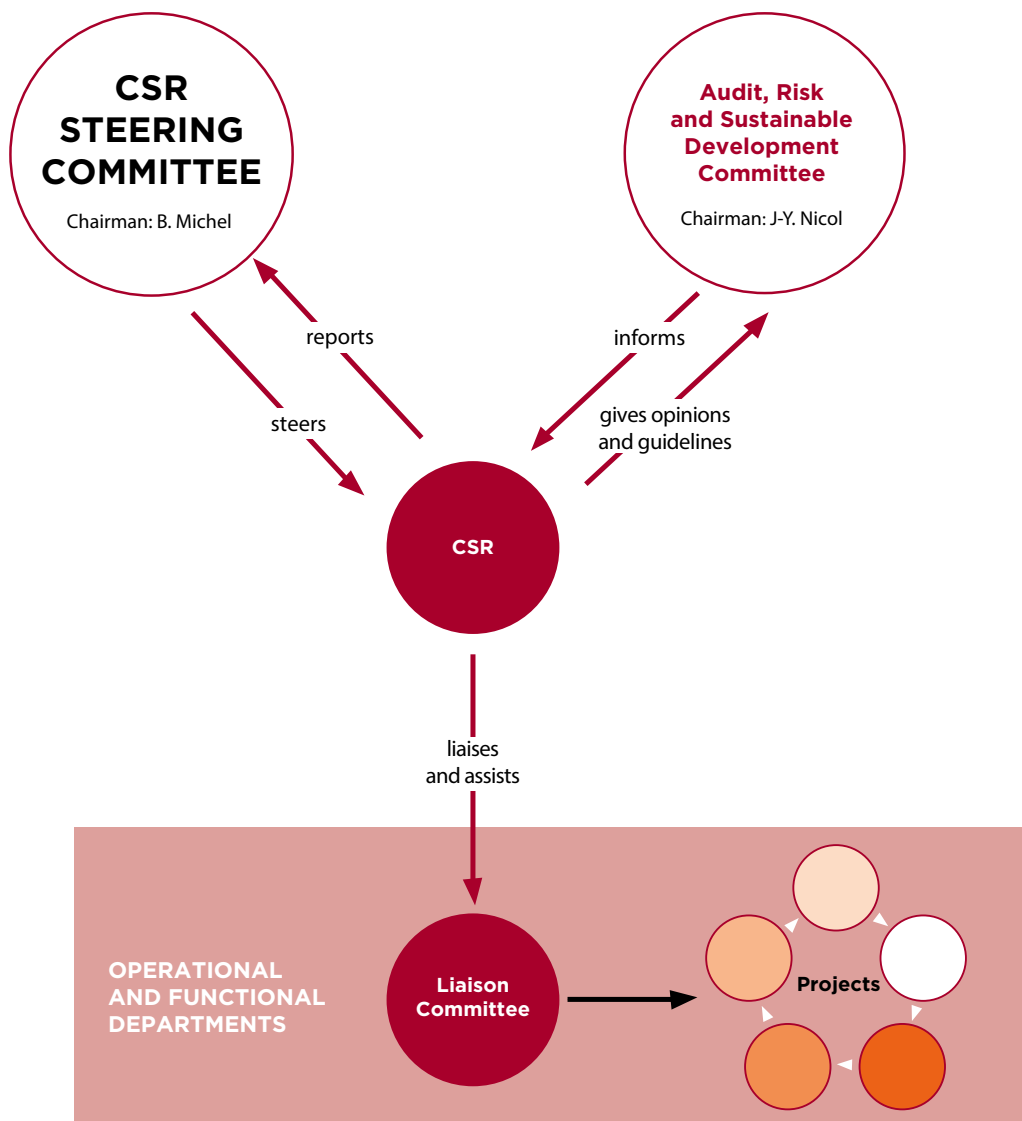 CSR
STEERING
COMMITTEE
Chairman: B. Michel
Audit, Risk
and Sustainable
Development
Committee
Chairman: J-Y. Nicol
reports
steers
informs
gives opinions
and guidelines
CSR
liaises
and assists
OPERATIONAL
AND FUNCTIONAL
DEPARTMENTS
Liaison
Committee
Projects